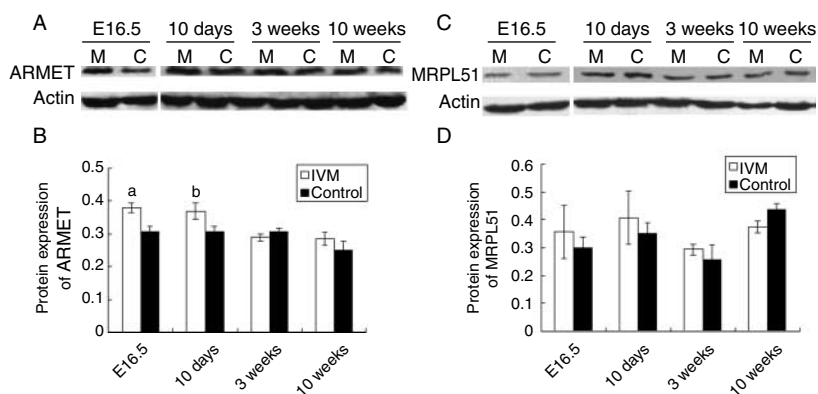 A
E16.5 10 days 3 weeks 10 weeks
M C M C M C M C
ARMET
Actin
B
Protein expression
of ARMET
0.5
0.4
0.3
0.2
0.1
0
a
b
IVM
Control
E16.5
10 days
3 weeks
10 weeks
C
E16.5 10 days 3 weeks 10 weeks
M C M C M C M C
MRPL51
Actin
D
Protein expression
of MRPL51
0.6
0.5
0.4
0.3
0.2
0.1
0
IVM
Control
E16.5
10 days
3 weeks
10 weeks